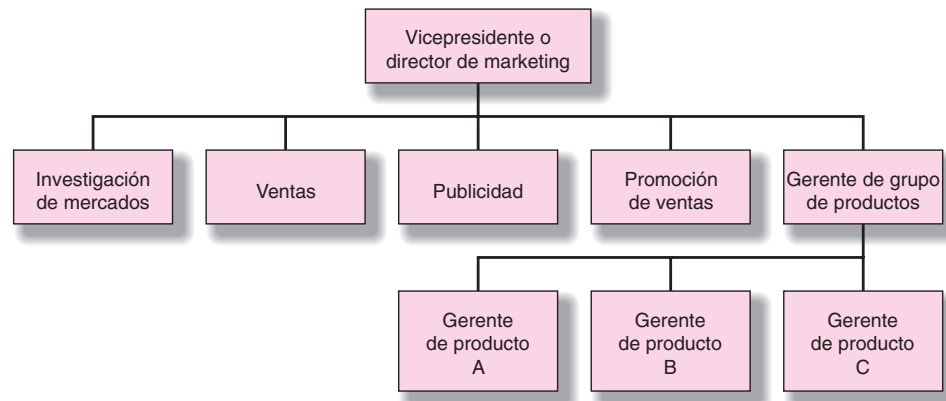 Vicepresidente o
director de marketing
Investigación
de mercados
Ventas
Publicidad
Promoción
de ventas
Gerente de grupo
de productos
Gerente
de producto
A
Gerente
de producto
B
Gerente
de producto
C